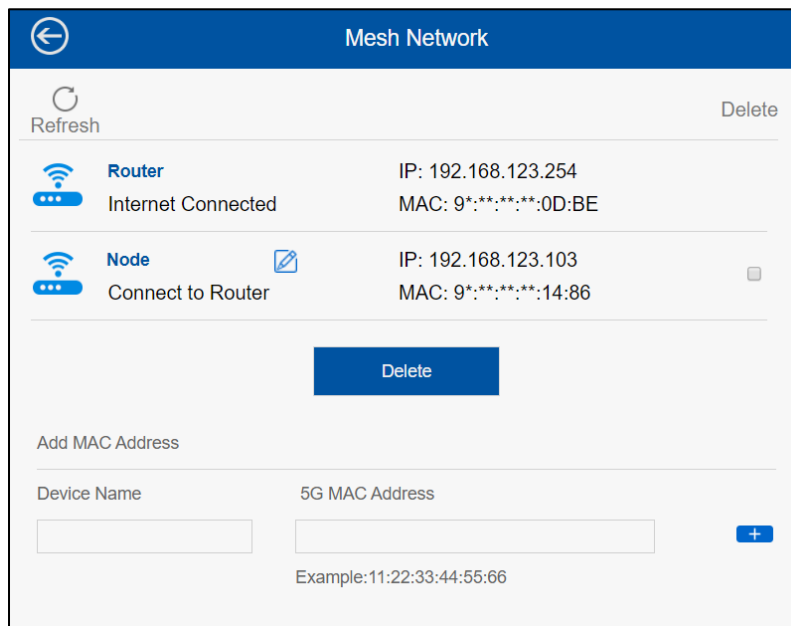 Mesh Network
Refresh
Delete
Router
IP: 192.168.123.254
Internet Connected
MAC: 9*:**:**:**:0D:BE
Node
IP: 192.168.123.103
Connect to Router
MAC: 9*:**:**:**:14:86
Delete
Add MAC Address
Device Name
5G MAC Address
+
Example:11:22:33:44:55:66